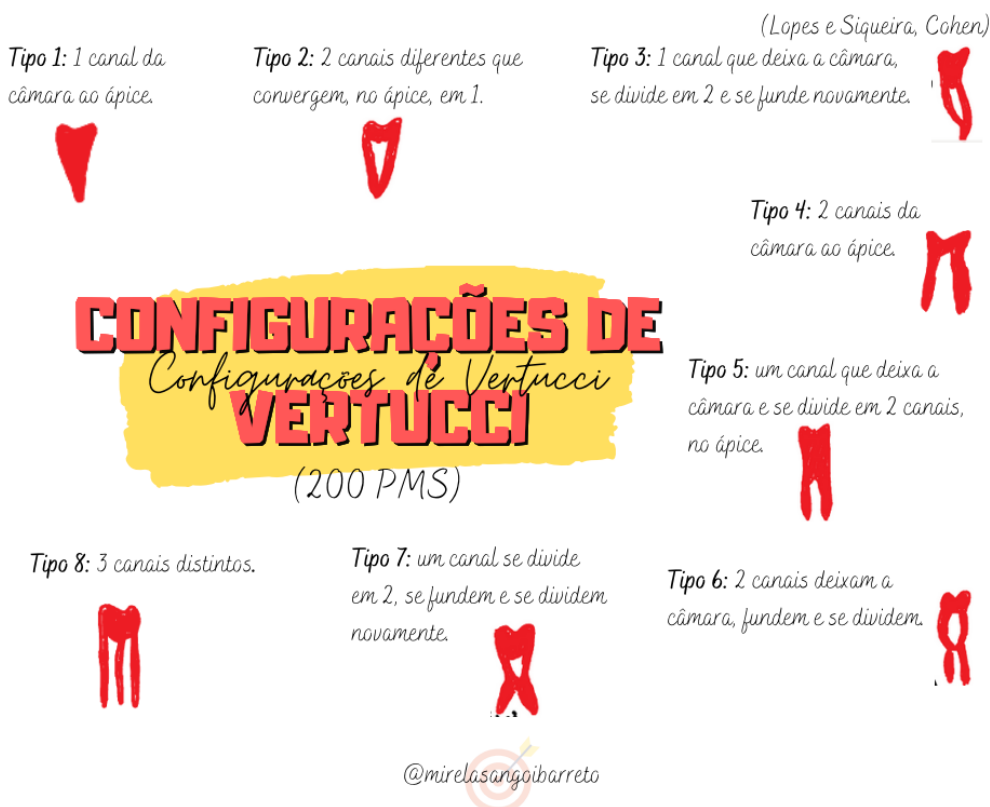 (Lopes e Siqueira, Cohen)
Tipo 1: 1 canal da
câmara ao ápice.
Tipo 2: 2 canais diferentes que
convergem, no ápice, em 1.
Tipo 3: 1 canal que deixa a câmara,
se divide em 2 e se funde novamente.
Tipo 4: 2 canais da
câmara ao ápice.
CONFIGURAÇÕES DE
Configurações de Vertucci
VERTUCCI
(200 PMS)
Tipo 5: um canal que deixa a
câmara e se divide em 2 canais,
no ápice.
Tipo 8: 3 canais distintos.
Tipo 7: um canal se divide
em 2, se fundem e se dividem
novamente.
Tipo 6: 2 canais deixam a
câmara, fundem e se dividem.
@mirelasangoibarreto